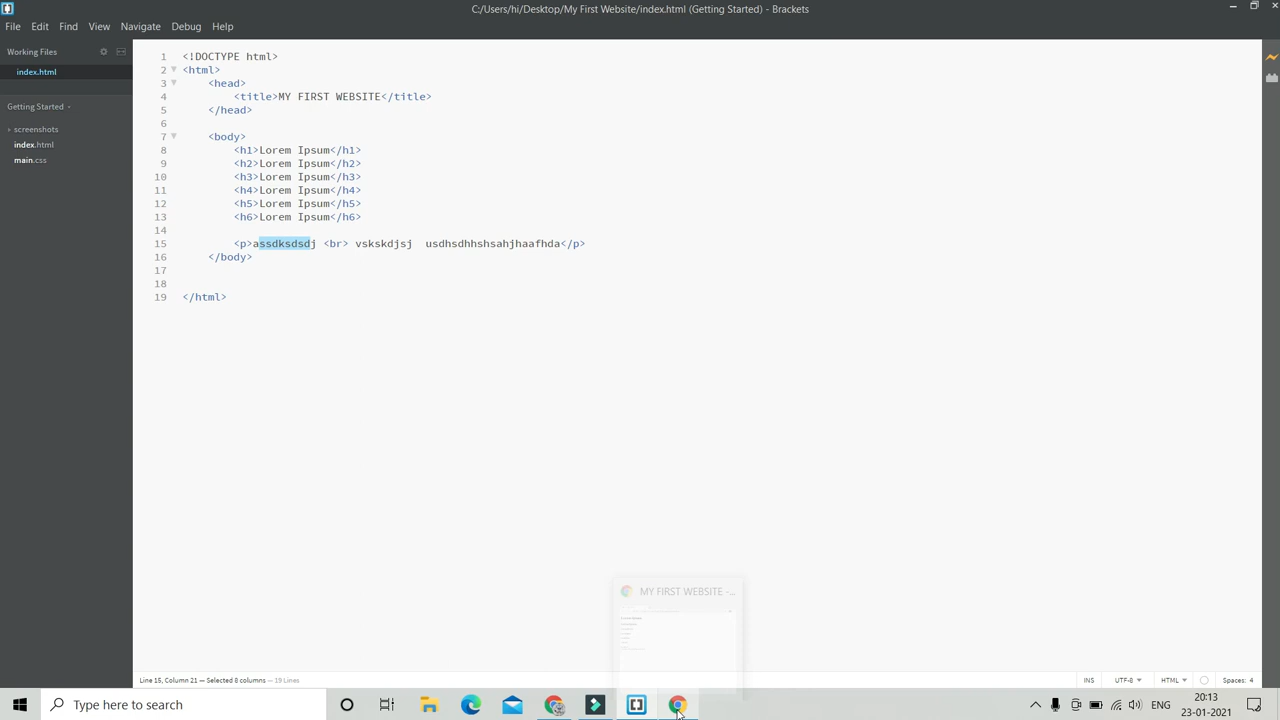 C:/Users/hi/Desktop/My First Website/index.html (Getting Started) - Brackets
File Edit Find View Navigate Debug Help
Working Files
index.html
Getting Started
screenshots
index.html
main.css
1 <!DOCTYPE html>
2 <html>
3 <head>
4 <title>MY FIRST WEBSITE</title>
5 </head>
6
7 <body>
8 <h1>Lorem Ipsum</h1>
9 <h2>Lorem Ipsum</h2>
10 <h3>Lorem Ipsum</h3>
11 <h4>Lorem Ipsum</h4>
12 <h5>Lorem Ipsum</h5>
13 <h6>Lorem Ipsum</h6>
14
15 <p>assdksdsdj <br> vskskdjsj  usdhsdhhshsahjhaafhda</p>
16 </body>
17
18
19 </html>
MY FIRST WEBSITE -...
Line 15, Column 21 — Selected 8 columns — 19 Lines
INS UTF-8 HTML Spaces: 4
Type here to search
ENG
20:13
23-01-2021